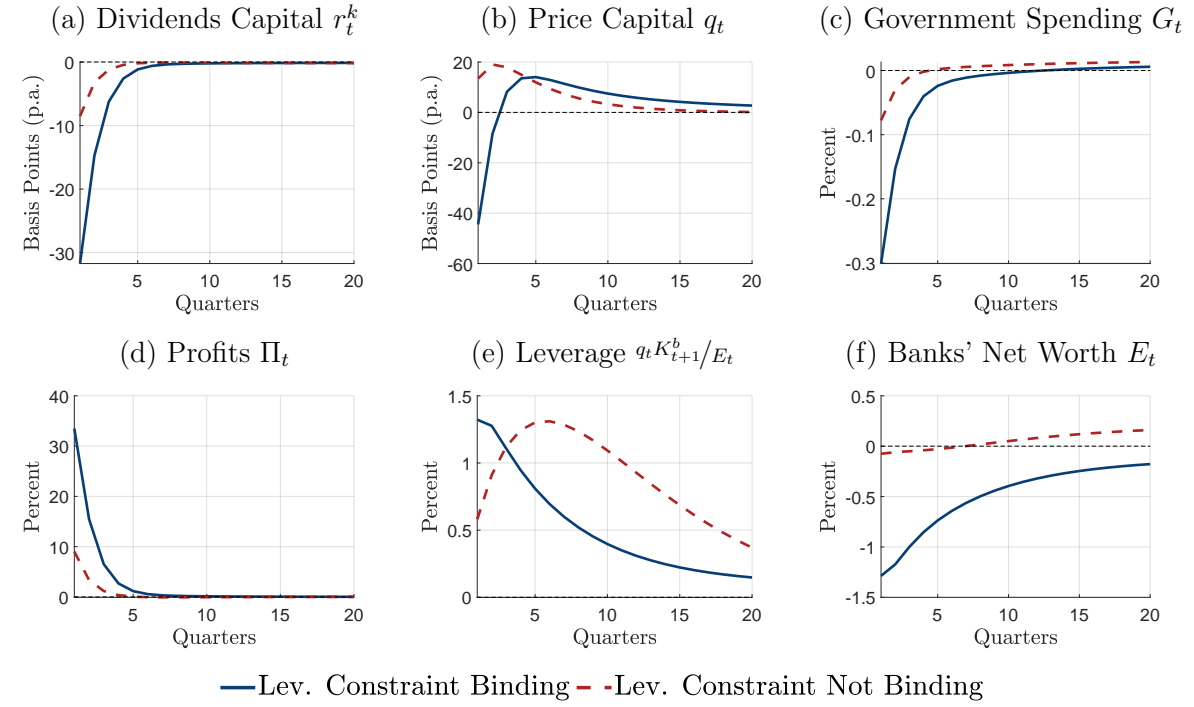 (a) Dividends Capital r_t^k
0
-10
-20
-30
Basis Points (p.a.)
5 10 15 20
Quarters
(b) Price Capital q_t
20
0
-20
-40
-60
Basis Points (p.a.)
5 10 15 20
Quarters
(c) Government Spending G_t
0
-0.1
-0.2
-0.3
Percent
5 10 15 20
Quarters
(d) Profits Π_t
40
30
20
10
0
Percent
5 10 15 20
Quarters
(e) Leverage q_t K_{t+1}^b / E_t
1.5
1
0.5
0
Percent
5 10 15 20
Quarters
(f) Banks' Net Worth E_t
0.5
0
-0.5
-1
-1.5
Percent
5 10 15 20
Quarters
Lev. Constraint Binding Lev. Constraint Not Binding